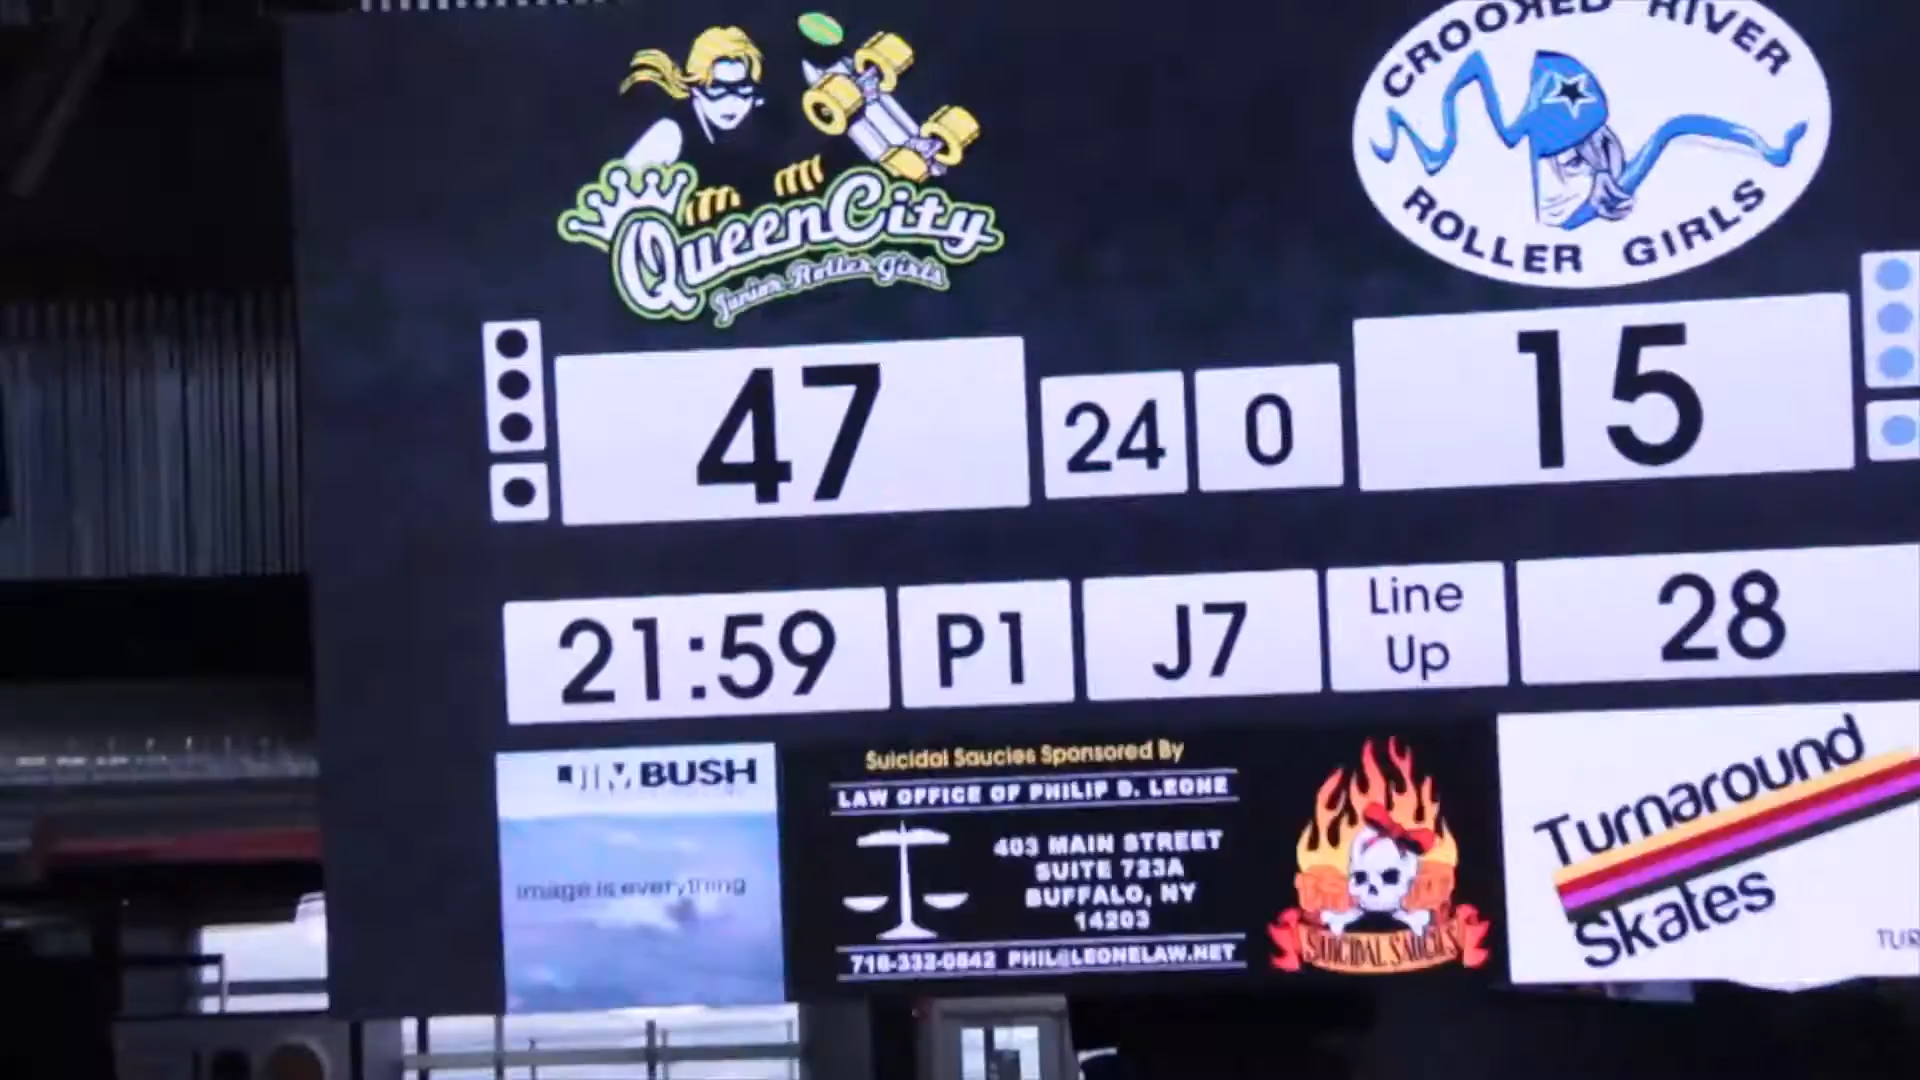 CROOKED RIVER
ROLLER GIRLS
QueenCity
Junior Roller Girls
47
24
0
15
21:59
P1
J7
Line
Up
28
JIM BUSH
image is everything
Suicidal Saucies Sponsored By
LAW OFFICE OF PHILIP B. LEONE
403 MAIN STREET
SUITE 723A
BUFFALO, NY
14203
716-332-0842 PHIL@LEONELAW.NET
SUICIDAL SAUCIES
Turnaround
Skates
TUR